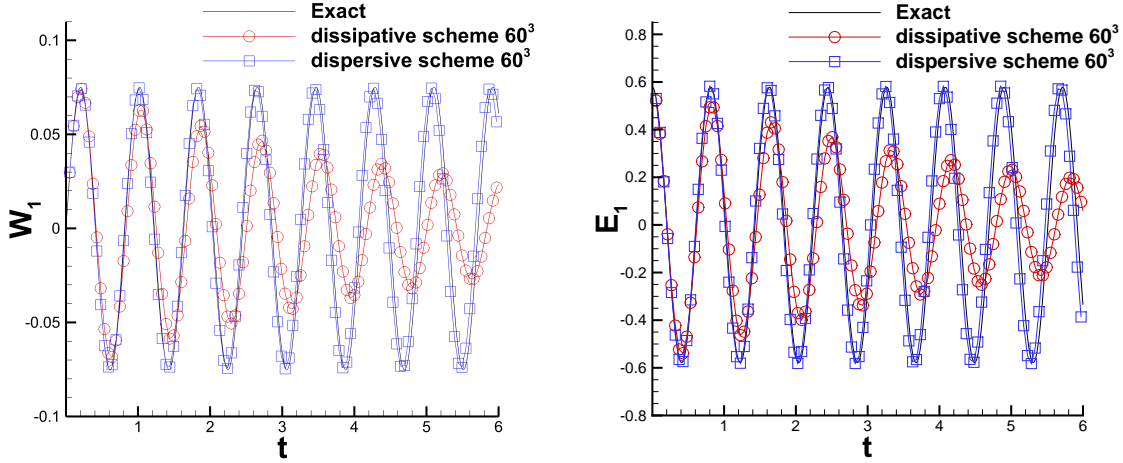 Exact
dissipative scheme 60³
dispersive scheme 60³
0.1
0.05
0
-0.05
-0.1
W₁
1
2
3
4
5
6
t
Exact
dissipative scheme 60³
dispersive scheme 60³
0.8
0.6
0.4
0.2
0
-0.2
-0.4
-0.6
-0.8
E₁
1
2
3
4
5
6
t